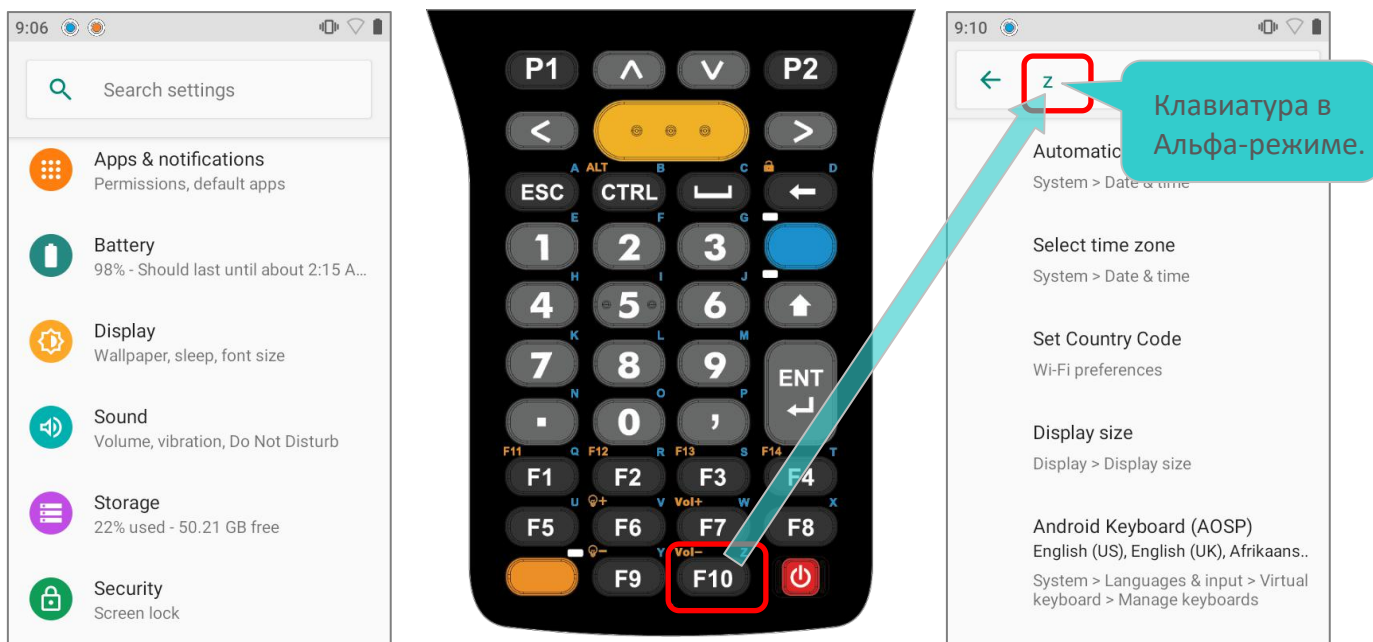 9:06
Search settings
Apps & notifications
Permissions, default apps
Battery
98% - Should last until about 2:15 A...
Display
Wallpaper, sleep, font size
Sound
Volume, vibration, Do Not Disturb
Storage
22% used - 50.21 GB free
Security
Screen lock
P1 ∧ ∨ P2
< >
A ALT B C D
ESC CTRL
E F G
1 2 3
H I J
4 5 6
K L M
7 8 9 ENT
N O P
. 0 ,
F11 Q F12 R F13 S F14 T
F1 F2 F3 F4
U + V Vol+ W X
F5 F6 F7 F8
− Y Vol− Z
F9 F10
9:10
z
Клавиатура в
Альфа-режиме.
Automatic
System > Date & time
Select time zone
System > Date & time
Set Country Code
Wi-Fi preferences
Display size
Display > Display size
Android Keyboard (AOSP)
English (US), English (UK), Afrikaans..
System > Languages & input > Virtual
keyboard > Manage keyboards